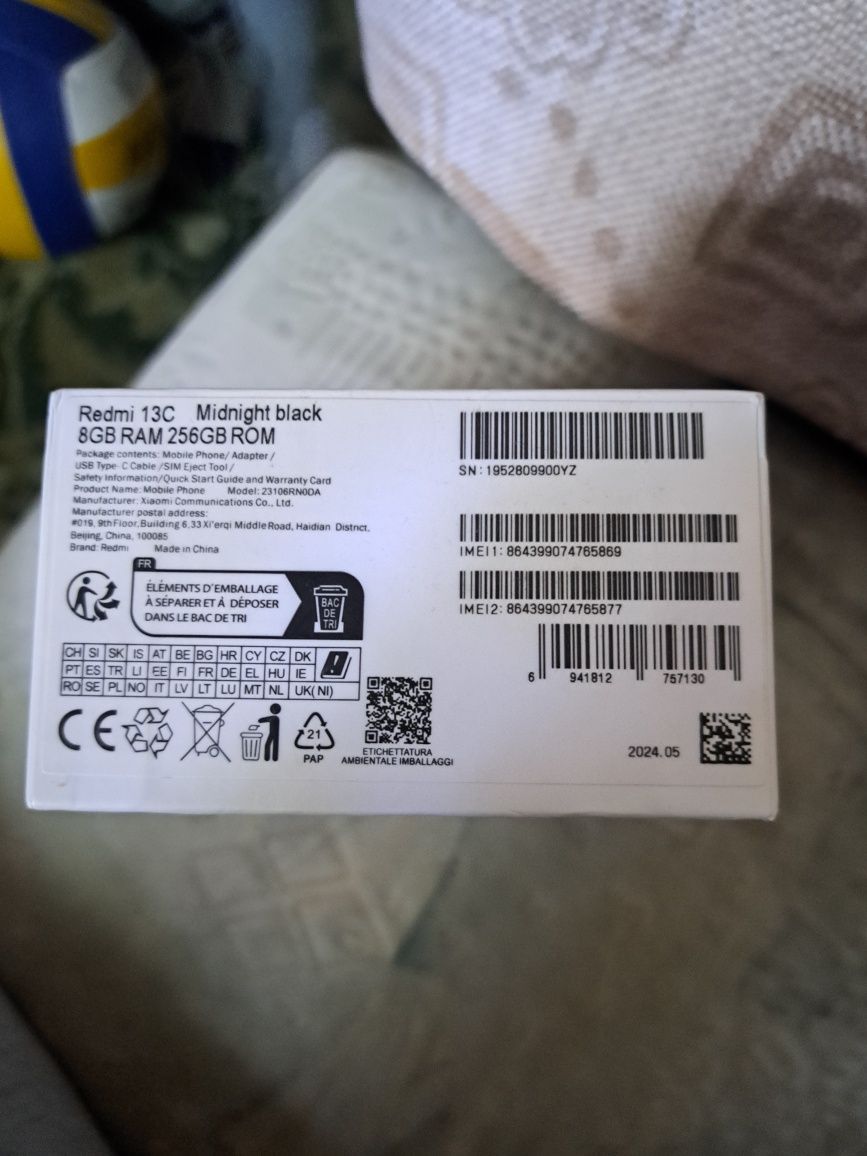 Redmi 13C Midnight black
8GB RAM 256GB ROM
Package contents: Mobile Phone/ Adapter /
USB Type-C Cable /SIM Eject Tool /
Safety Information/Quick Start Guide and Warranty Card
Product Name: Mobile Phone Model: 23106RN0DA
Manufacturer: Xiaomi Communications Co., Ltd.
Manufacturer postal address:
#019, 9th Floor, Building 6, 33 Xi'erqi Middle Road, Haidian District,
Beijing, China, 100085
Brand: Redmi Made in China
FR
ÉLÉMENTS D'EMBALLAGE
À SÉPARER ET À DÉPOSER
DANS LE BAC DE TRI
BAC
DE
TRI
CH SI SK IS AT BE BG HR CY CZ DK
PT ES TR LI EE FI FR DE EL HU IE
RO SE PL NO IT LV LT LU MT NL UK(NI)
CE
21
PAP
ETICHETTATURA
AMBIENTALE IMBALLAGGI
SN: 1952809900YZ
IMEI1: 864399074765869
IMEI2: 864399074765877
6 941812 757130
2024.05